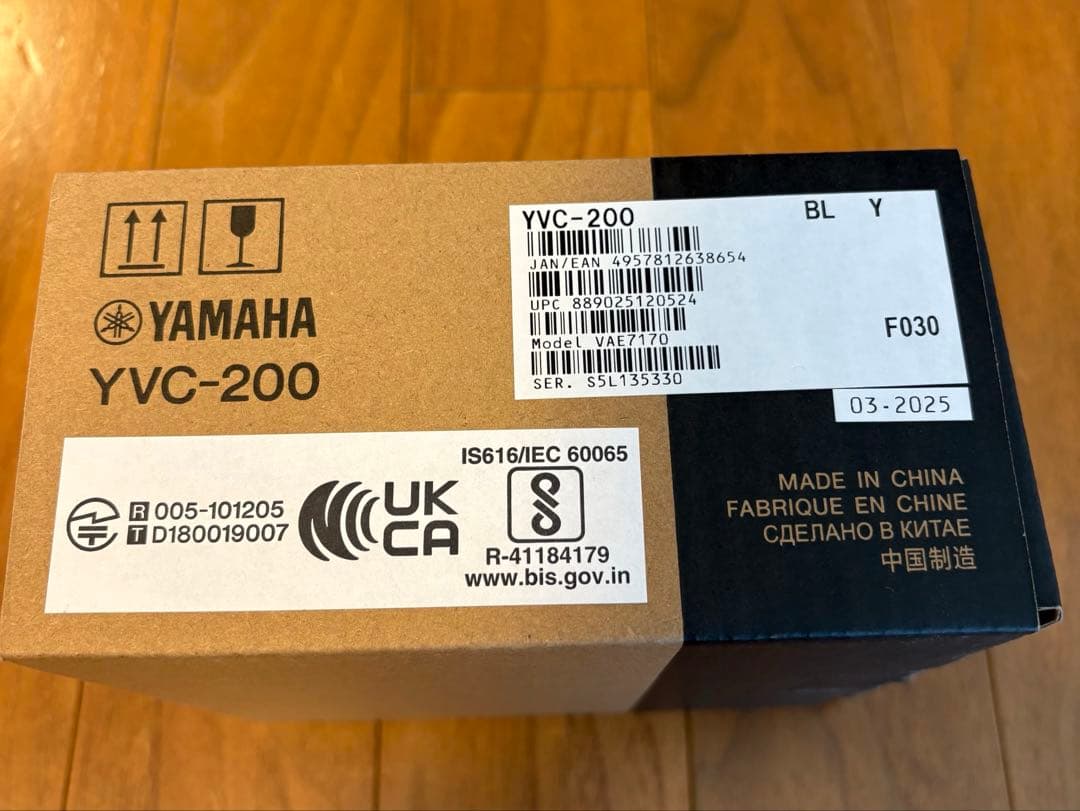 YAMAHA
YVC-200
YVC-200 BL Y
JAN/EAN 4957812638654
UPC 889025120524
Model VAE7170
F030
SER. S5L135330
03-2025
R 005-101205
T D180019007
UK
CA
IS616/IEC 60065
R-41184179
www.bis.gov.in
MADE IN CHINA
FABRIQUE EN CHINE
СДЕЛАНО В КИТАЕ
中国制造